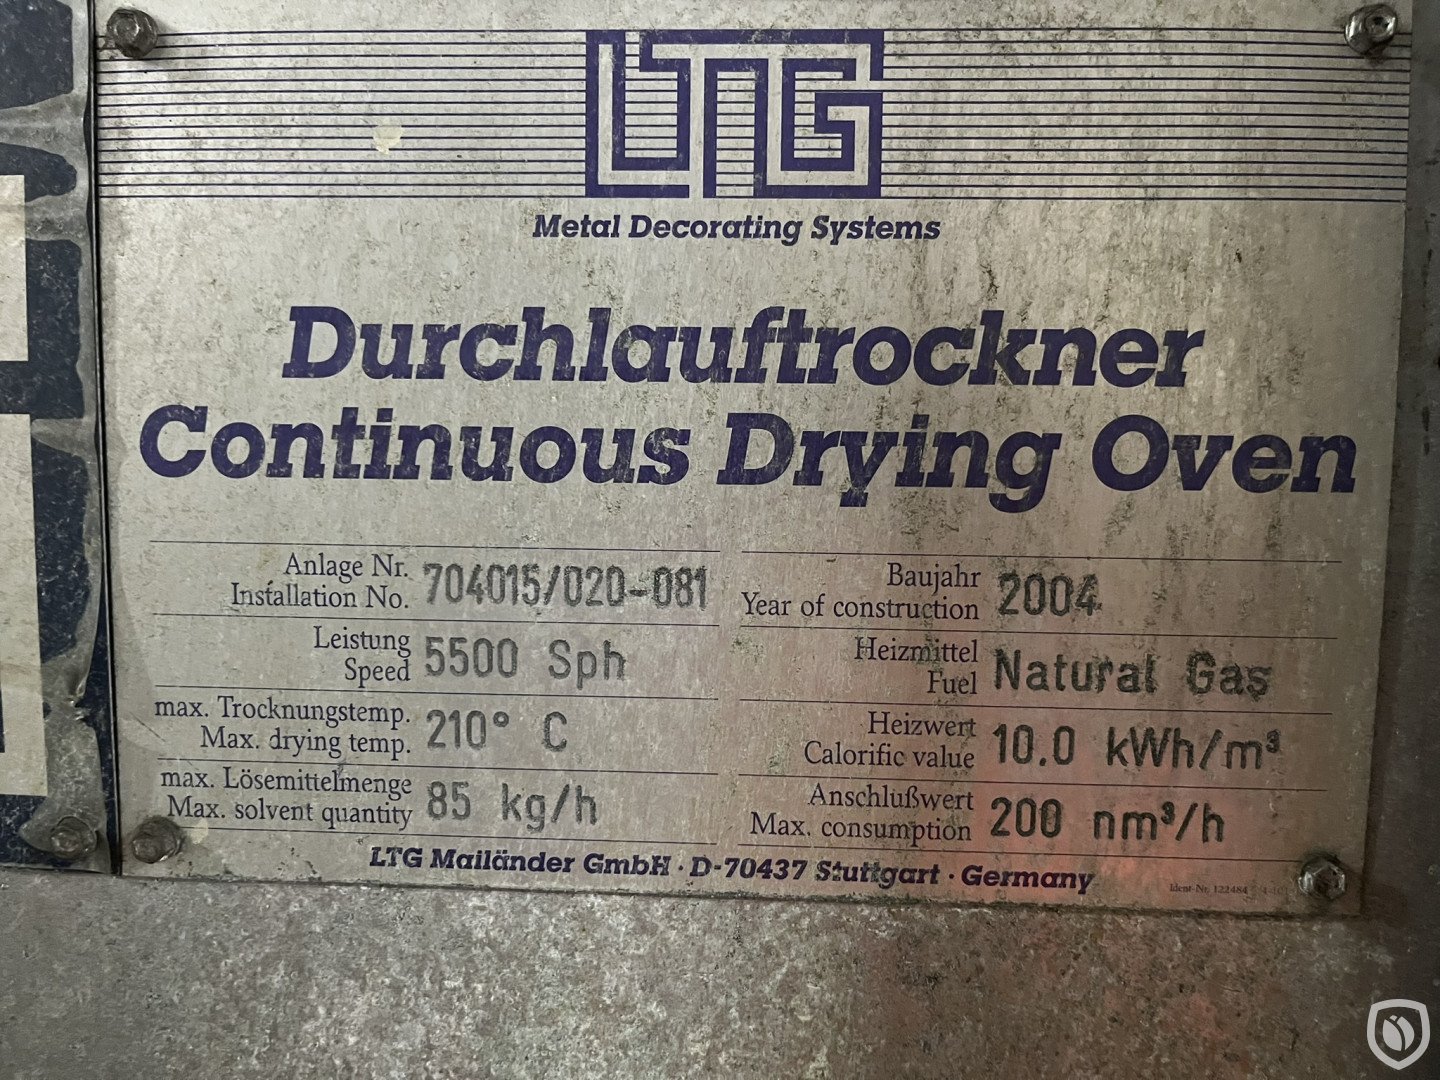 LTG
Metal Decorating Systems
Durchlauftrockner
Continuous Drying Oven
Anlage Nr.
Installation No. 704015/020-081
Baujahr
Year of construction 2004
Leistung
Speed 5500 Sph
Heizmittel
Fuel Natural Gas
max. Trocknungstemp.
Max. drying temp. 210° C
Heizwert
Calorific value 10.0 kWh/m³
max. Lösemittelmenge
Max. solvent quantity 85 kg/h
Anschlußwert
Max. consumption 200 nm³/h
LTG Mailänder GmbH · D-70437 Stuttgart · Germany
Ident-Nr. 122484